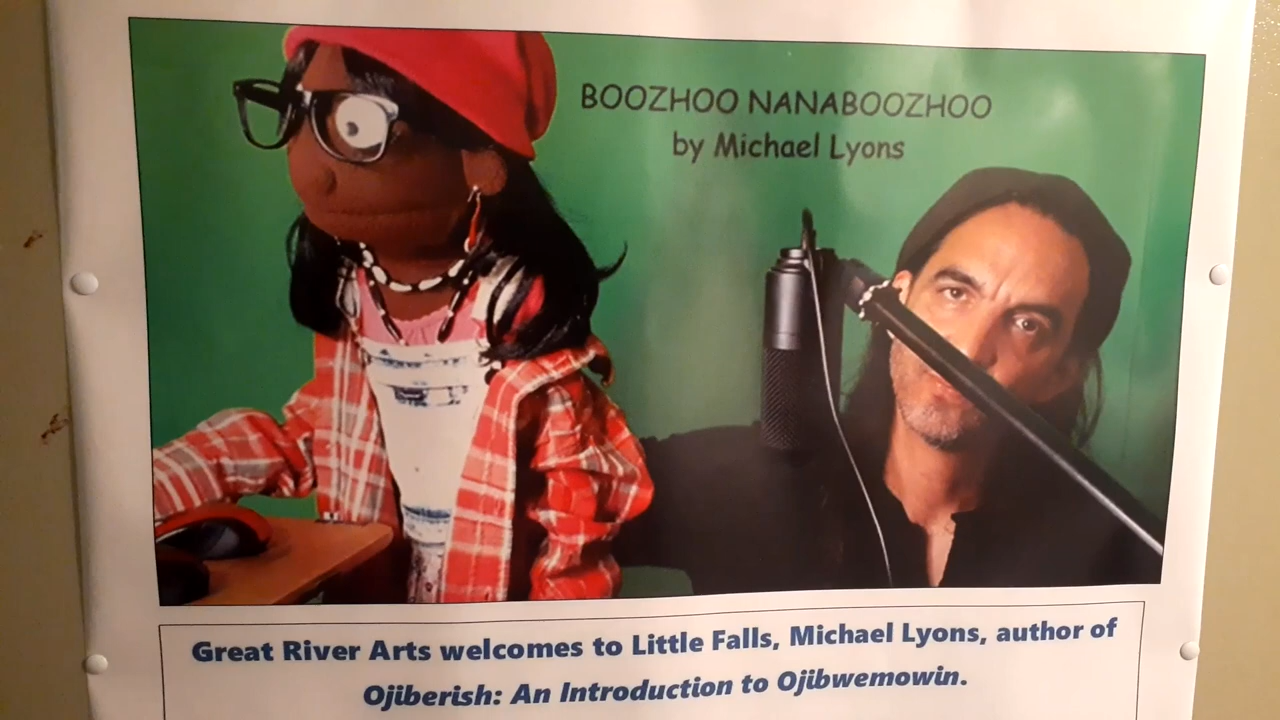 BOOZHOO NANABOOZHOO
by Michael Lyons
Great River Arts welcomes to Little Falls, Michael Lyons, author of
Ojiberish: An Introduction to Ojibwemowin.